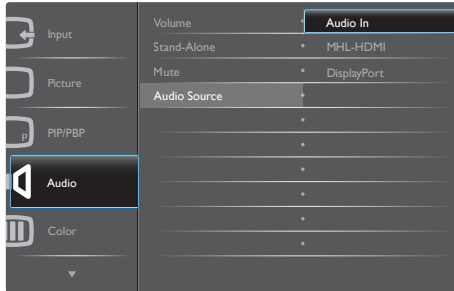 Input
Picture
P
PIP/PBP
Audio
Color
Volume
Stand-Alone
Mute
Audio Source
Audio In
MHL-HDMI
DisplayPort